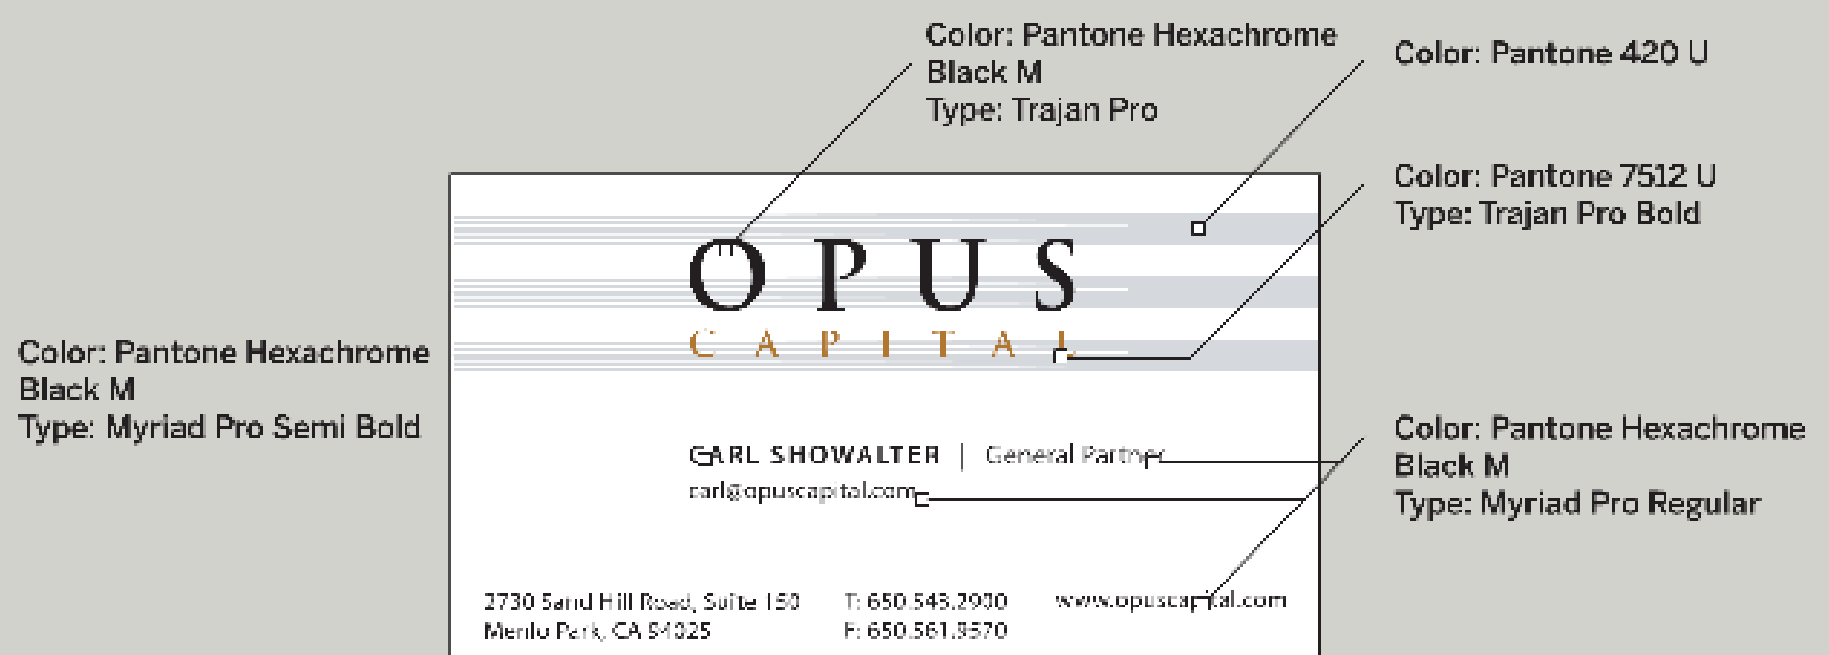 Color: Pantone Hexachrome
Black M
Type: Trajan Pro
Color: Pantone 420 U
Color: Pantone 7512 U
Type: Trajan Pro Bold
OPUS
CAPITAL
Color: Pantone Hexachrome
Black M
Type: Myriad Pro Semi Bold
CARL SHOWALTER | General Partner
carl@opuscapital.com
Color: Pantone Hexachrome
Black M
Type: Myriad Pro Regular
2730 Sand Hill Road, Suite 150
Menlo Park, CA 94025
T: 650.543.2900
F: 650.561.9570
www.opuscapital.com